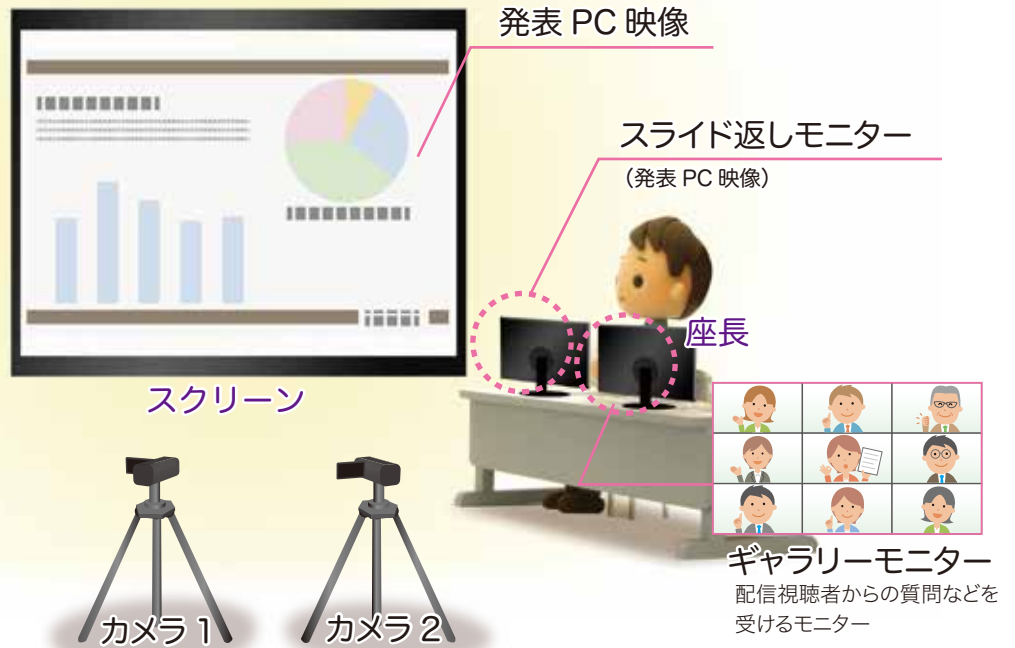 発表 PC 映像
スライド返しモニター
（発表 PC 映像）
座長
スクリーン
ギャラリーモニター
配信視聴者からの質問などを
受けるモニター
カメラ 1
カメラ 2